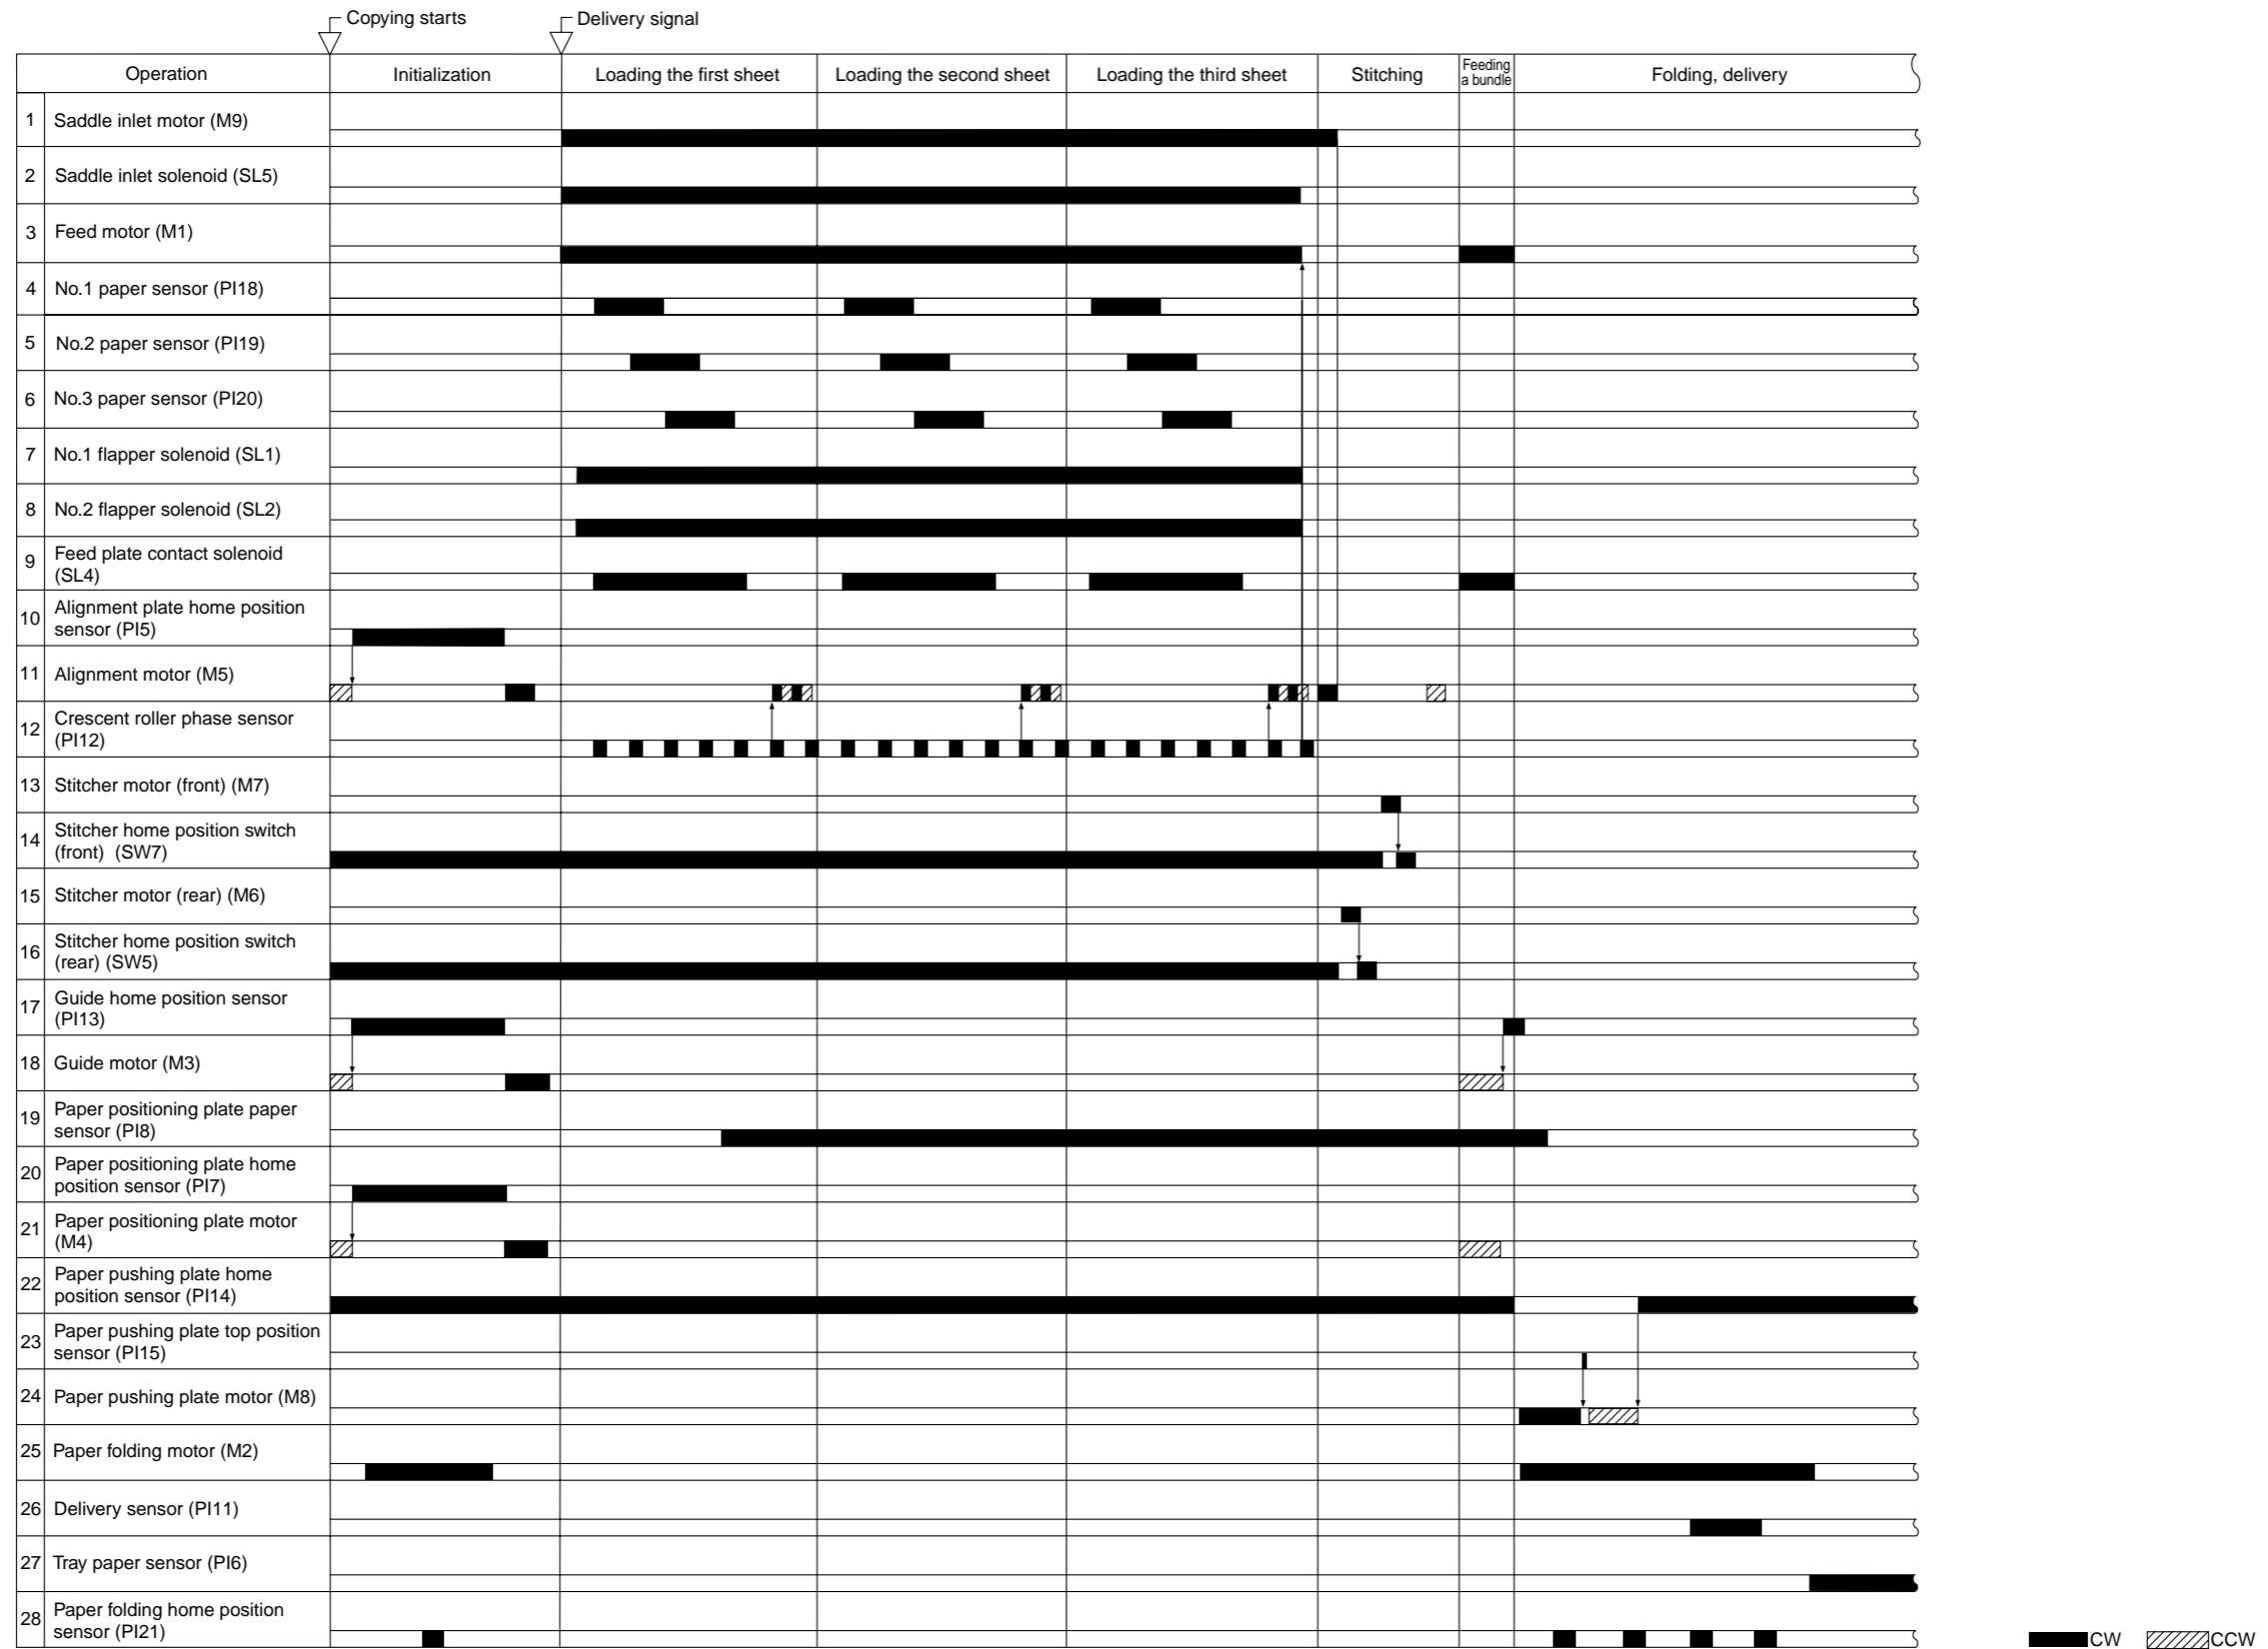 Copying starts
Delivery signal
Operation
Initialization
Loading the first sheet
Loading the second sheet
Loading the third sheet
Stitching
Feeding
a bundle
Folding, delivery
1 Saddle inlet motor (M9)
2 Saddle inlet solenoid (SL5)
3 Feed motor (M1)
4 No.1 paper sensor (PI18)
5 No.2 paper sensor (PI19)
6 No.3 paper sensor (PI20)
7 No.1 flapper solenoid (SL1)
8 No.2 flapper solenoid (SL2)
9 Feed plate contact solenoid
(SL4)
10 Alignment plate home position
sensor (PI5)
11 Alignment motor (M5)
12 Crescent roller phase sensor
(PI12)
13 Stitcher motor (front) (M7)
14 Stitcher home position switch
(front) (SW7)
15 Stitcher motor (rear) (M6)
16 Stitcher home position switch
(rear) (SW5)
17 Guide home position sensor
(PI13)
18 Guide motor (M3)
19 Paper positioning plate paper
sensor (PI8)
20 Paper positioning plate home
position sensor (PI7)
21 Paper positioning plate motor
(M4)
22 Paper pushing plate home
position sensor (PI14)
23 Paper pushing plate top position
sensor (PI15)
24 Paper pushing plate motor (M8)
25 Paper folding motor (M2)
26 Delivery sensor (PI11)
27 Tray paper sensor (PI6)
28 Paper folding home position
sensor (PI21)
CW
CCW